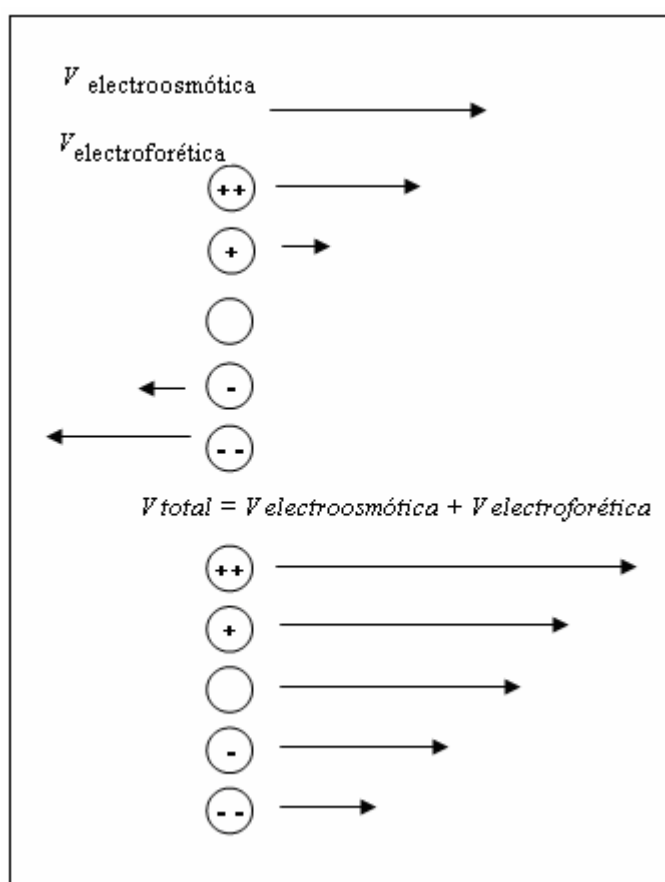 V electroosmótica
V electroforética
++
+
-
- -
V total = V electroosmótica + V electroforética
++
+
-
- -